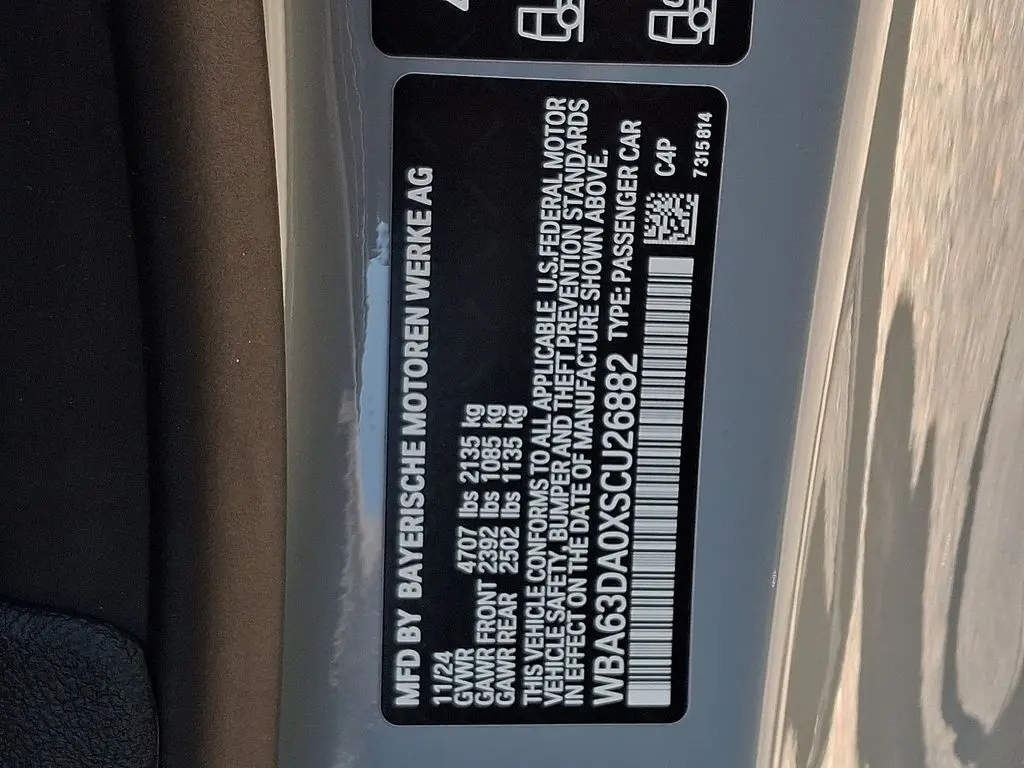 MFD BY BAYERISCHE MOTOREN WERKE AG
11/24
GVWR 4707 lbs 2135 kg
GAWR FRONT 2392 lbs 1085 kg
GAWR REAR 2502 lbs 1135 kg
THIS VEHICLE CONFORMS TO ALL APPLICABLE U.S.FEDERAL MOTOR
VEHICLE SAFETY, BUMPER AND THEFT PREVENTION STANDARDS
IN EFFECT ON THE DATE OF MANUFACTURE SHOWN ABOVE.
WBA63DA0XSCU26882 TYPE: PASSENGER CAR
C4P
7315814